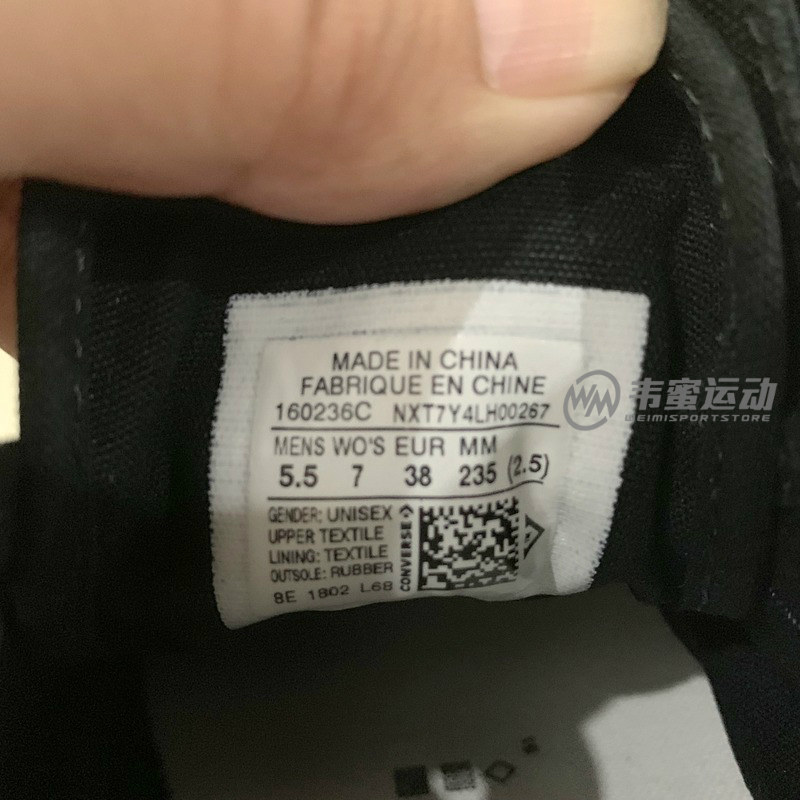 MADE IN CHINA
FABRIQUE EN CHINE
160236C NXT7Y4LH00267
MENS WO'S EUR MM
5.5 7 38 235 (2.5)
GENDER: UNISEX
UPPER TEXTILE
LINING: TEXTILE
OUTSOLE: RUBBER
8E 1802 L68
CONVERSE
韦蜜运动
WEIMISPORTSTORE